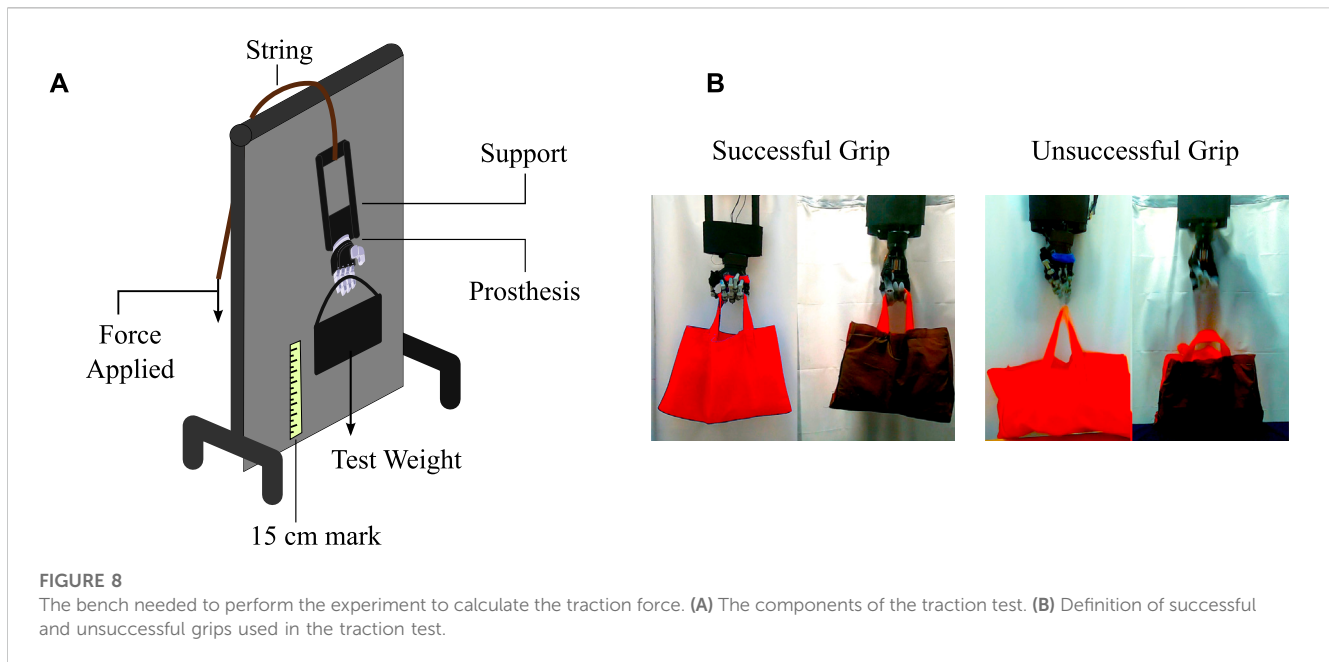 A
String
Support
Prosthesis
Force
Applied
Test Weight
15 cm mark
B
Successful Grip
Unsuccessful Grip
FIGURE 8
The bench needed to perform the experiment to calculate the traction force. (A) The components of the traction test. (B) Definition of successful
and unsuccessful grips used in the traction test.